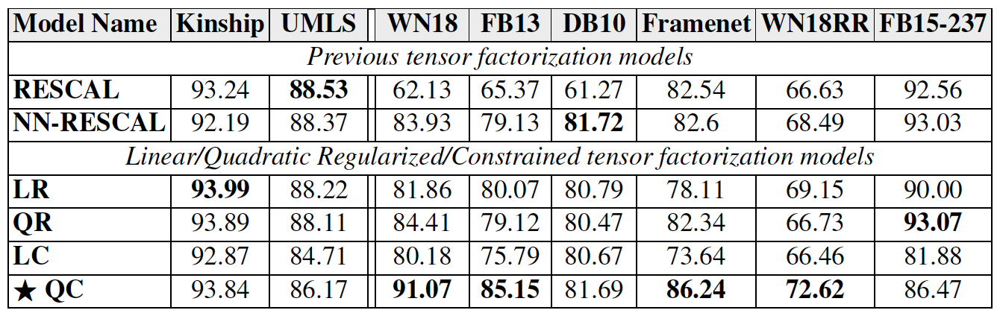 Model Name Kinship UMLS WN18 FB13 DB10 Framenet WN18RR FB15-237
Previous tensor factorization models
RESCAL 93.24 88.53 62.13 65.37 61.27 82.54 66.63 92.56
NN-RESCAL 92.19 88.37 83.93 79.13 81.72 82.6 68.49 93.03
Linear/Quadratic Regularized/Constrained tensor factorization models
LR 93.99 88.22 81.86 80.07 80.79 78.11 69.15 90.00
QR 93.89 88.11 84.41 79.12 80.47 82.34 66.73 93.07
LC 92.87 84.71 80.18 75.79 80.67 73.64 66.46 81.88
★ QC 93.84 86.17 91.07 85.15 81.69 86.24 72.62 86.47